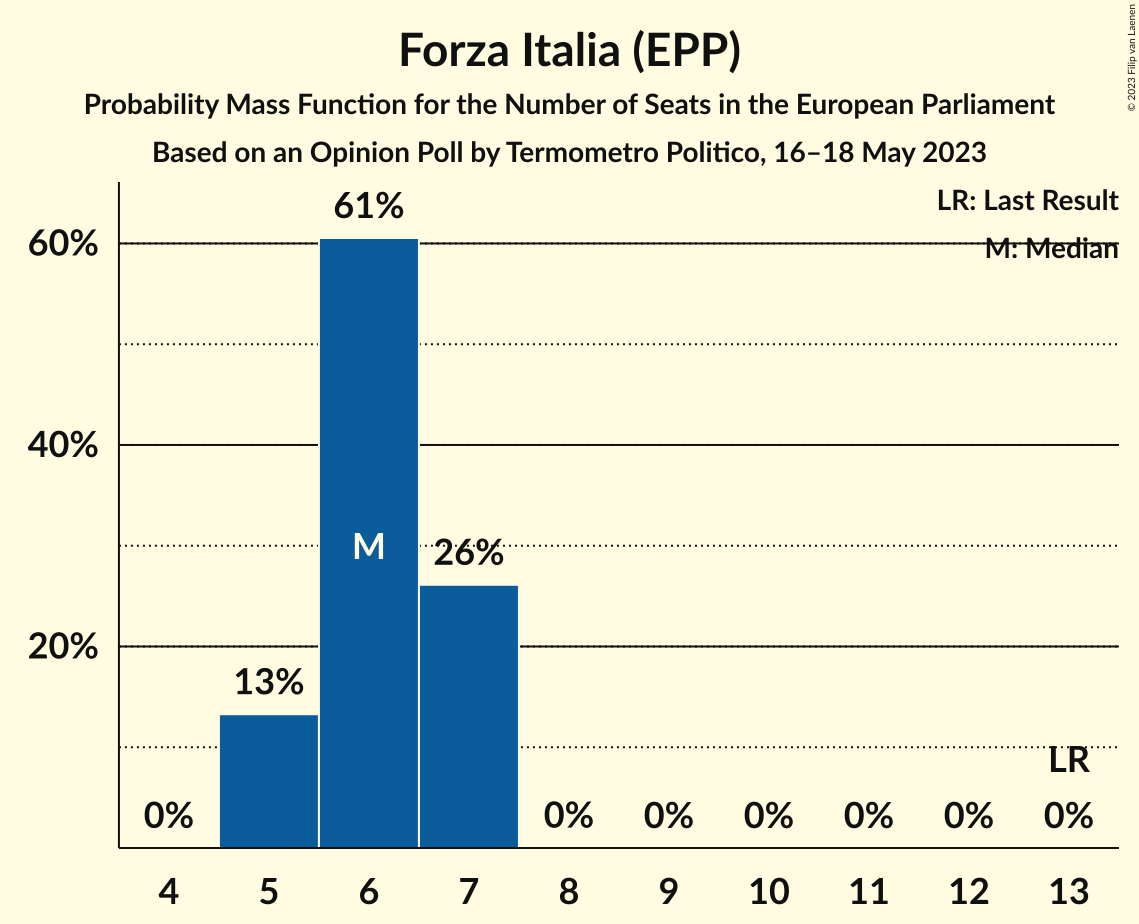 Forza Italia (EPP)
Probability Mass Function for the Number of Seats in the European Parliament
Based on an Opinion Poll by Termometro Politico, 16–18 May 2023
© 2023 Filip van Laenen
LR: Last Result
M: Median
60%
40%
20%
0%
13%
61%
M
26%
0%
0%
0%
0%
0%
LR
0%
4 5 6 7 8 9 10 11 12 13